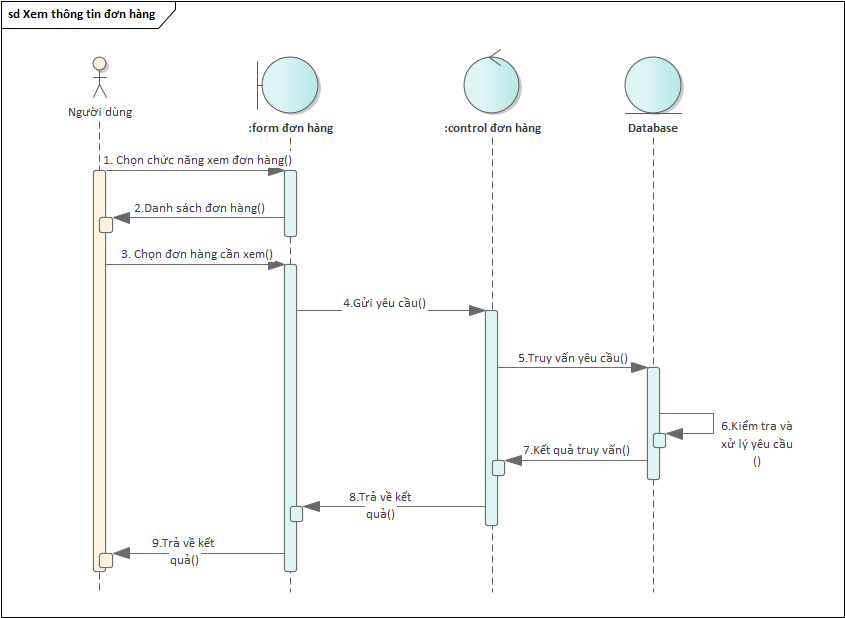 sd Xem thông tin đơn hàng
Người dùng
:form đơn hàng
:control đơn hàng
Database
1. Chọn chức năng xem đơn hàng()
2.Danh sách đơn hàng()
3. Chọn đơn hàng cần xem()
4.Gửi yêu cầu()
5.Truy vấn yêu cầu()
6.Kiểm tra và
xử lý yêu cầu
()
7.Kết quả truy vấn()
8.Trả về kết
quả()
9.Trả về kết
quả()